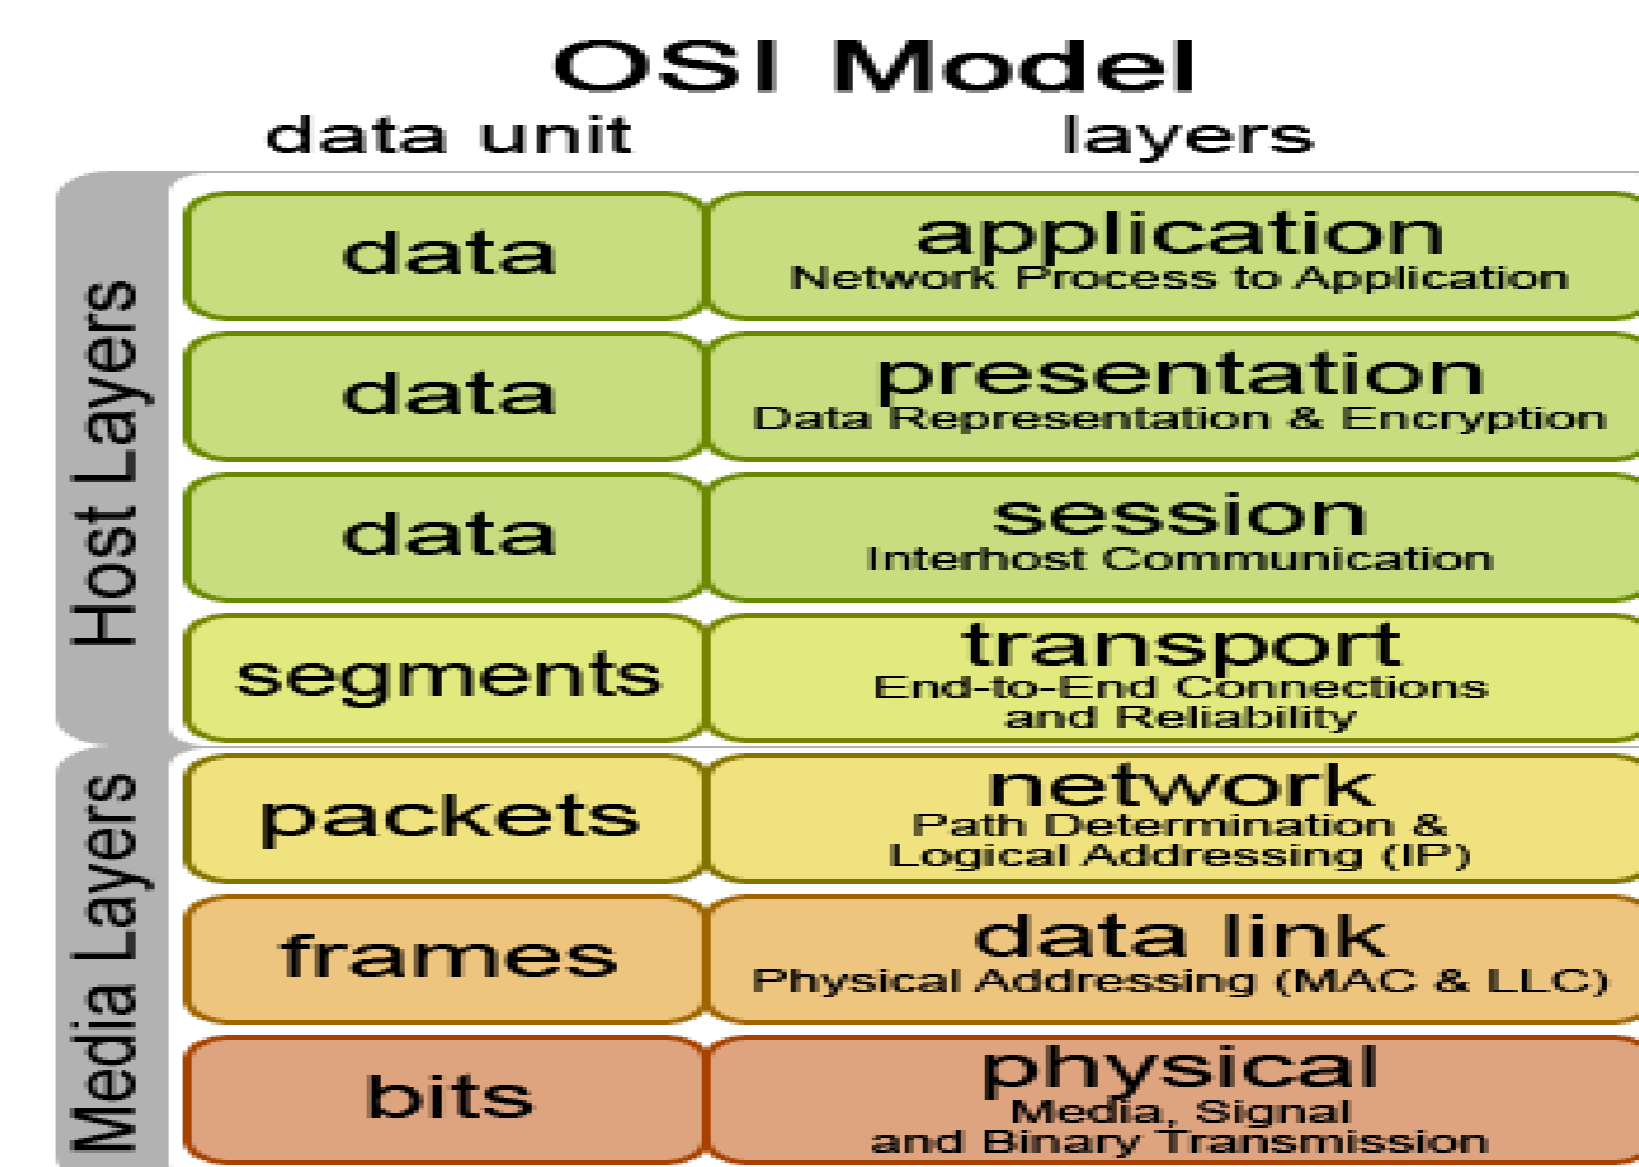 OSI Model
data unit layers
Host Layers
data application
Network Process to Application
data presentation
Data Representation & Encryption
data session
Interhost Communication
segments transport
End-to-End Connections
and Reliability
Media Layers
packets network
Path Determination &
Logical Addressing (IP)
frames data link
Physical Addressing (MAC & LLC)
bits physical
Media, Signal
and Binary Transmission